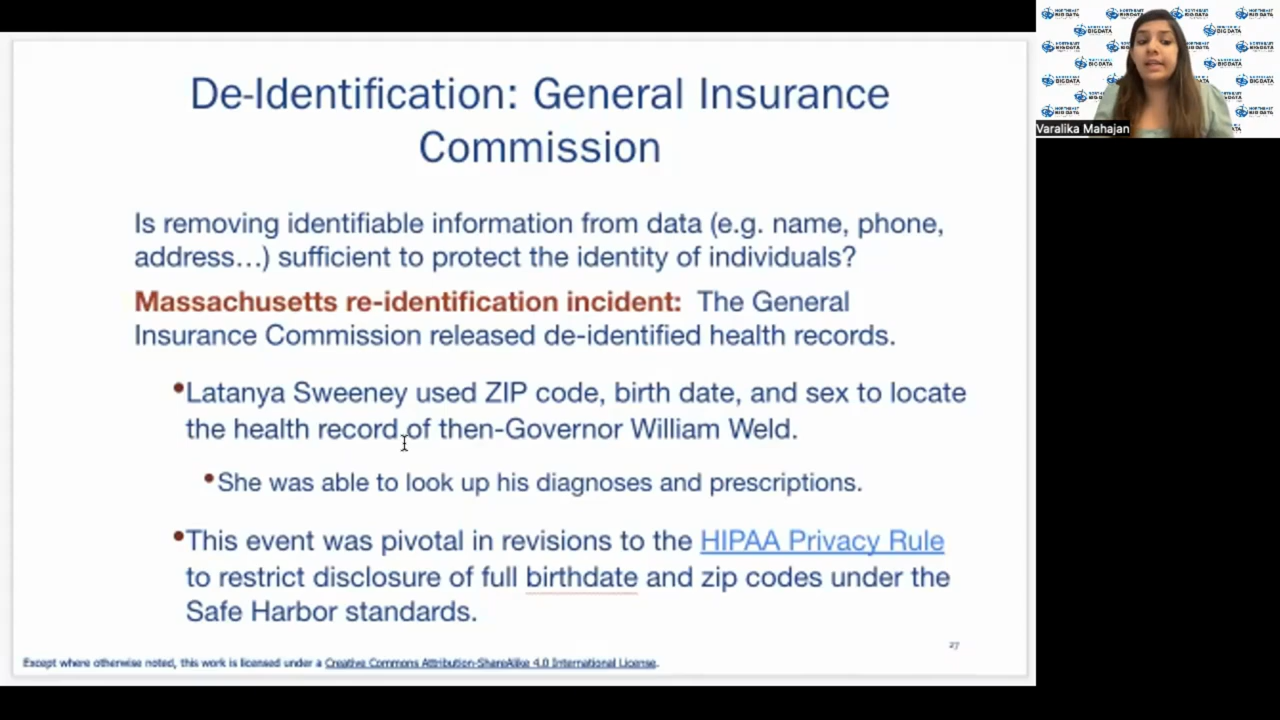 De-Identification: General Insurance
Commission
Is removing identifiable information from data (e.g. name, phone,
address...) sufficient to protect the identity of individuals?
Massachusetts re-identification incident: The General
Insurance Commission released de-identified health records.
•Latanya Sweeney used ZIP code, birth date, and sex to locate
the health record of then-Governor William Weld.
•She was able to look up his diagnoses and prescriptions.
•This event was pivotal in revisions to the HIPAA Privacy Rule
to restrict disclosure of full birthdate and zip codes under the
Safe Harbor standards.
27
Except where otherwise noted, this work is licensed under a Creative Commons Attribution-ShareAlike 4.0 International License.
NORTHEAST
BIG DATA
Varalika Mahajan